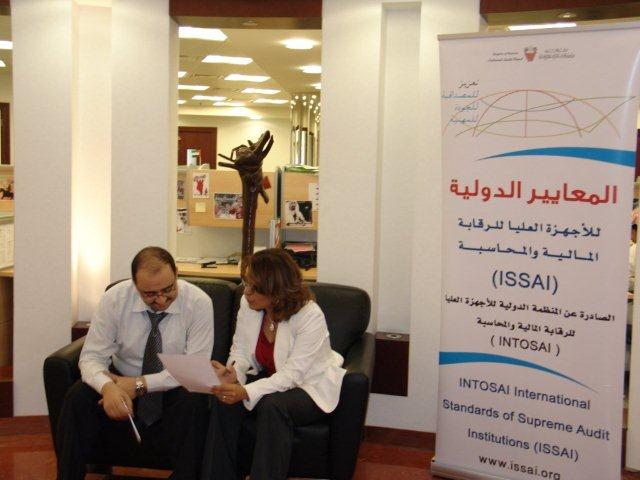 تعزيز
للمصداقية
للجودة
للمهنية
المعايير الدولية
للأجهزة العليا للرقابة
المالية والمحاسبة
(ISSAI)
الصادرة عن المنظمة الدولية للأجهزة العليا
للرقابة المالية والمحاسبة
( INTOSAI )
INTOSAI International
Standards of Supreme Audit
Institutions (ISSAI)
www.issai.org